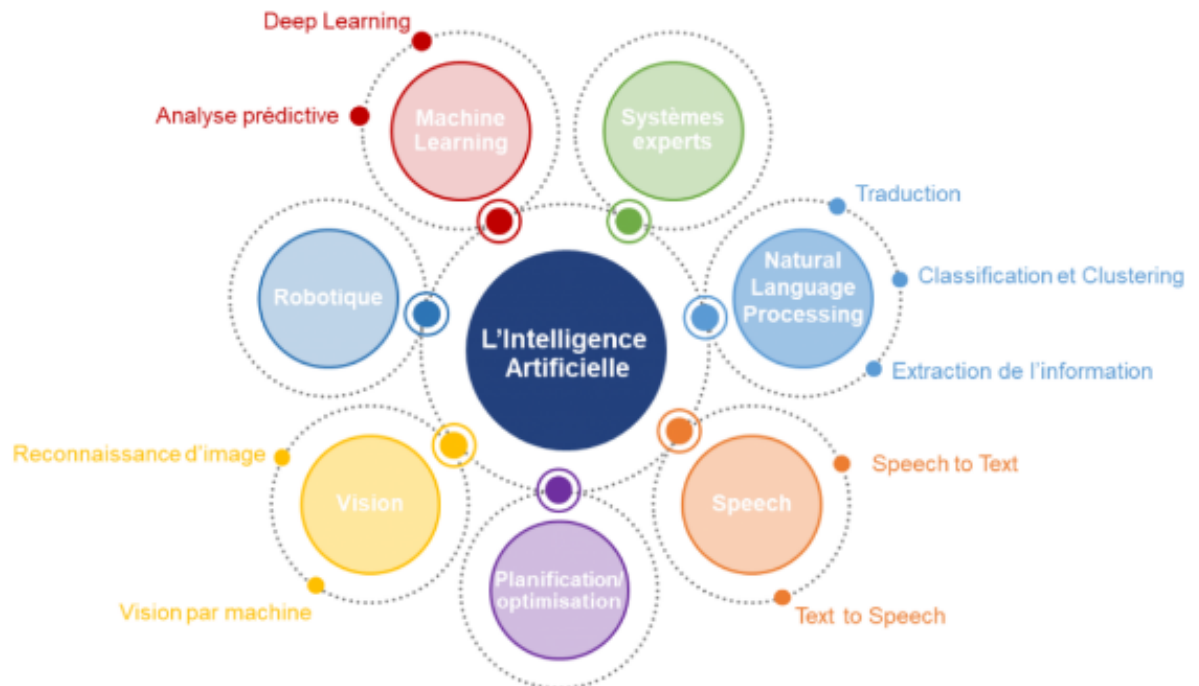 Deep Learning
Analyse prédictive
Machine
Learning
Systèmes
experts
Traduction
Classification et Clustering
Extraction de l'information
Natural
Language
Processing
Robotique
L'Intelligence
Artificielle
Reconnaissance d'image
Vision
Vision par machine
Planification/
optimisation
Speech
Speech to Text
Text to Speech